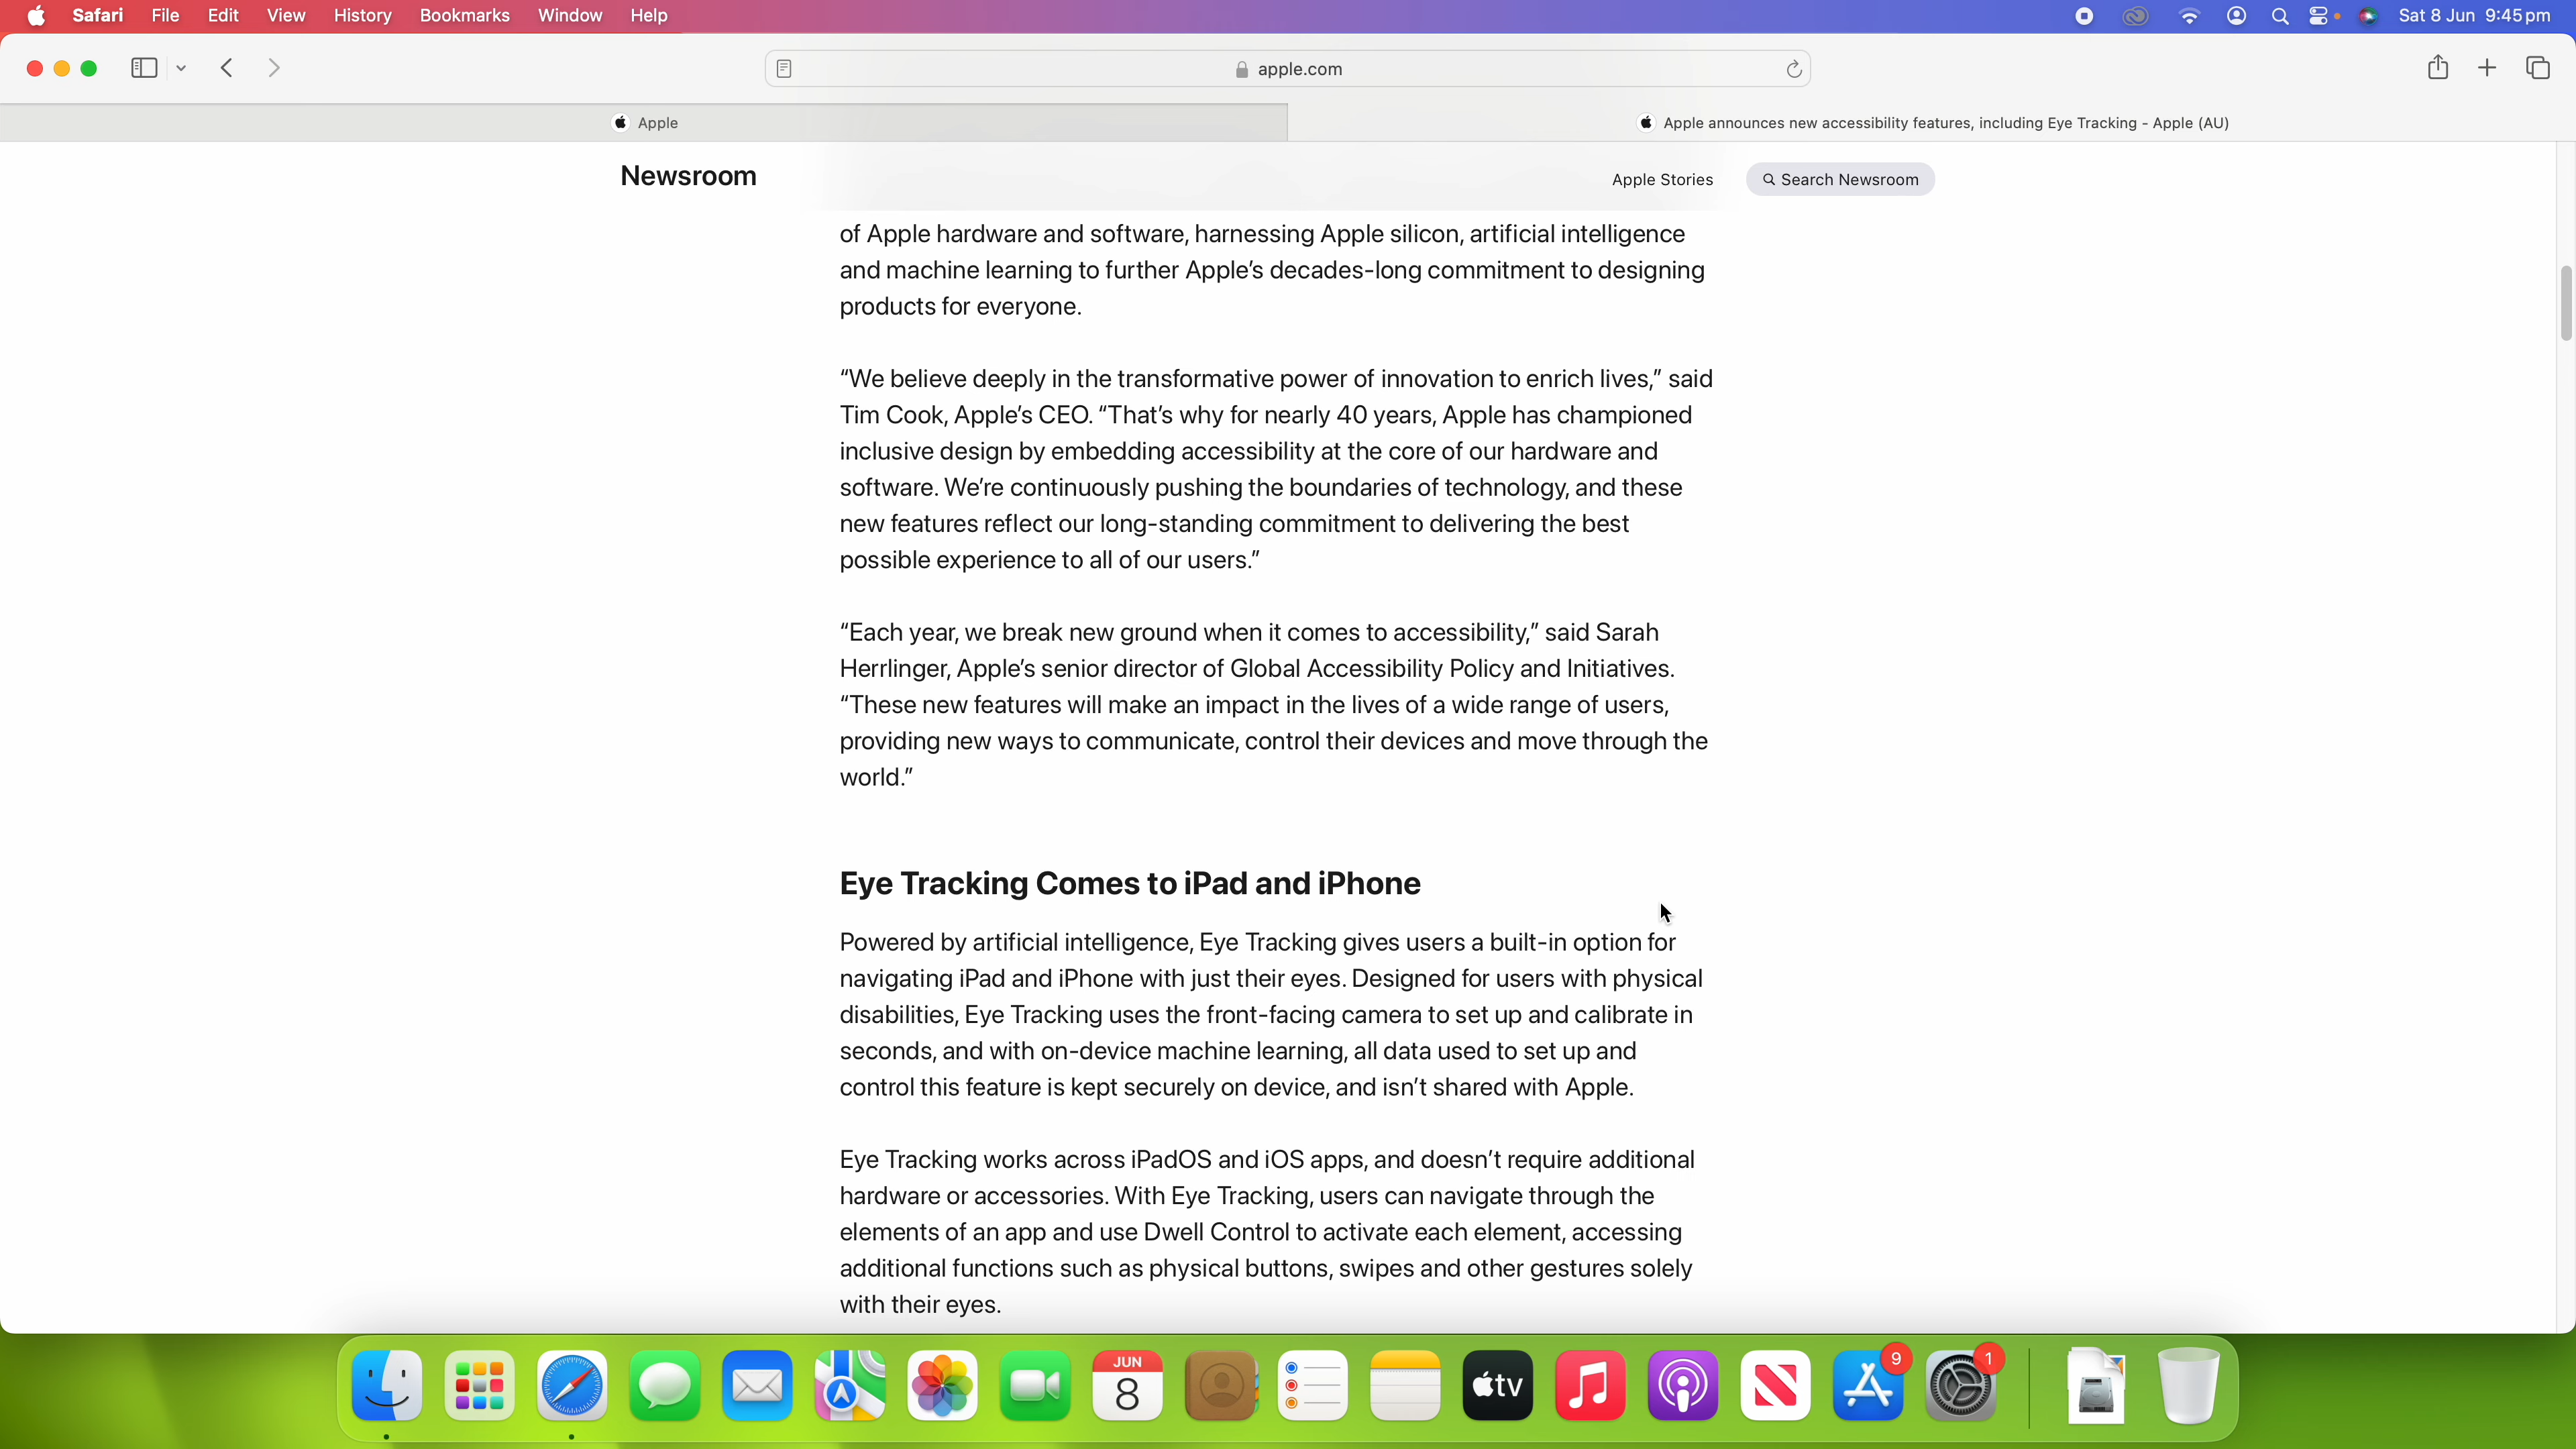 Safari File Edit View History Bookmarks Window Help Sat 8 Jun 9:45 pm
apple.com
Apple
Apple announces new accessibility features, including Eye Tracking - Apple (AU)
Newsroom
Apple Stories
Search Newsroom
of Apple hardware and software, harnessing Apple silicon, artificial intelligence
and machine learning to further Apple’s decades-long commitment to designing
products for everyone.
“We believe deeply in the transformative power of innovation to enrich lives,” said
Tim Cook, Apple’s CEO. “That’s why for nearly 40 years, Apple has championed
inclusive design by embedding accessibility at the core of our hardware and
software. We’re continuously pushing the boundaries of technology, and these
new features reflect our long-standing commitment to delivering the best
possible experience to all of our users.”
“Each year, we break new ground when it comes to accessibility,” said Sarah
Herrlinger, Apple’s senior director of Global Accessibility Policy and Initiatives.
“These new features will make an impact in the lives of a wide range of users,
providing new ways to communicate, control their devices and move through the
world.”
Eye Tracking Comes to iPad and iPhone
Powered by artificial intelligence, Eye Tracking gives users a built-in option for
navigating iPad and iPhone with just their eyes. Designed for users with physical
disabilities, Eye Tracking uses the front-facing camera to set up and calibrate in
seconds, and with on-device machine learning, all data used to set up and
control this feature is kept securely on device, and isn’t shared with Apple.
Eye Tracking works across iPadOS and iOS apps, and doesn’t require additional
hardware or accessories. With Eye Tracking, users can navigate through the
elements of an app and use Dwell Control to activate each element, accessing
additional functions such as physical buttons, swipes and other gestures solely
with their eyes.
JUN
8
tv
9
1